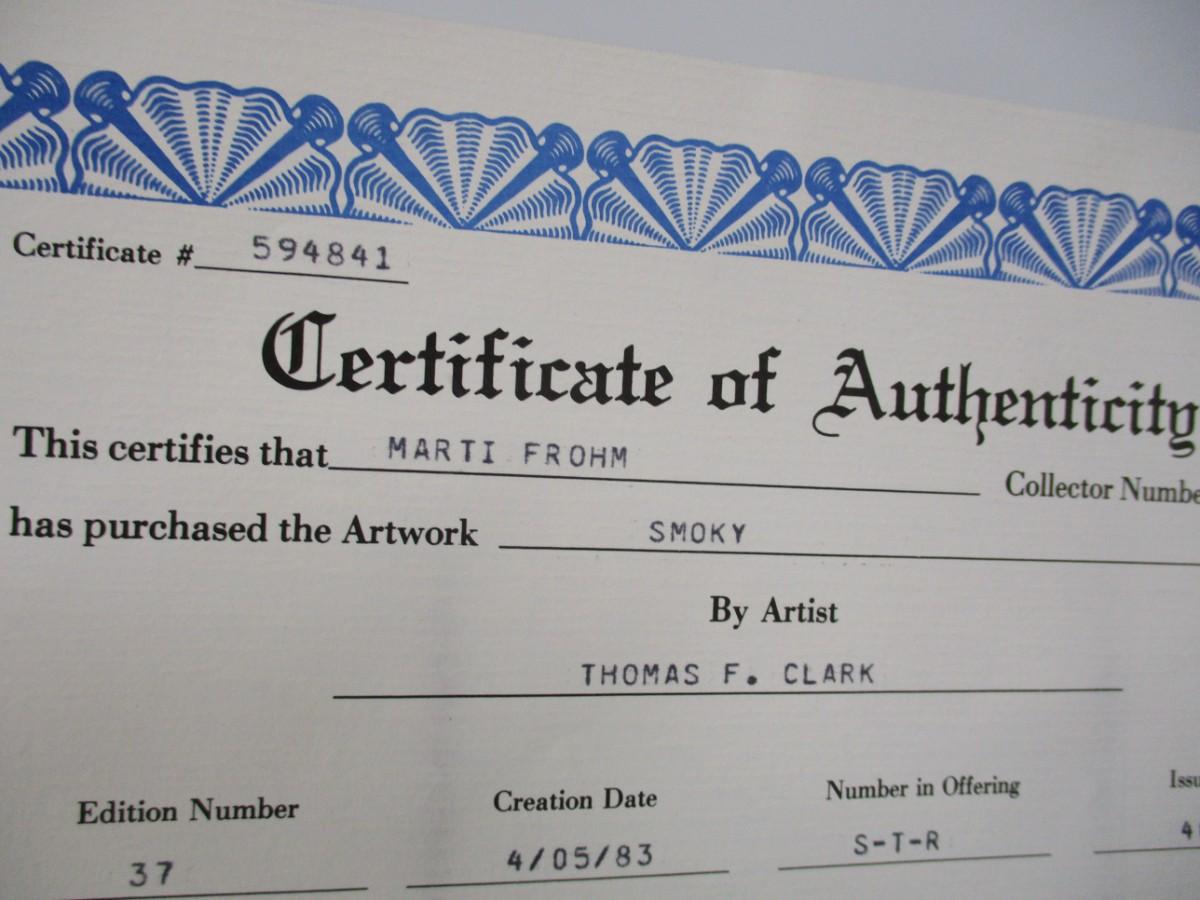 Certificate # 594841
Certificate of Authenticity
This certifies that MARTI FROHM
Collector
has purchased the Artwork SMOKY
By Artist
THOMAS F. CLARK
Edition Number Creation Date Number in Offering
37 4/05/83 S-T-R